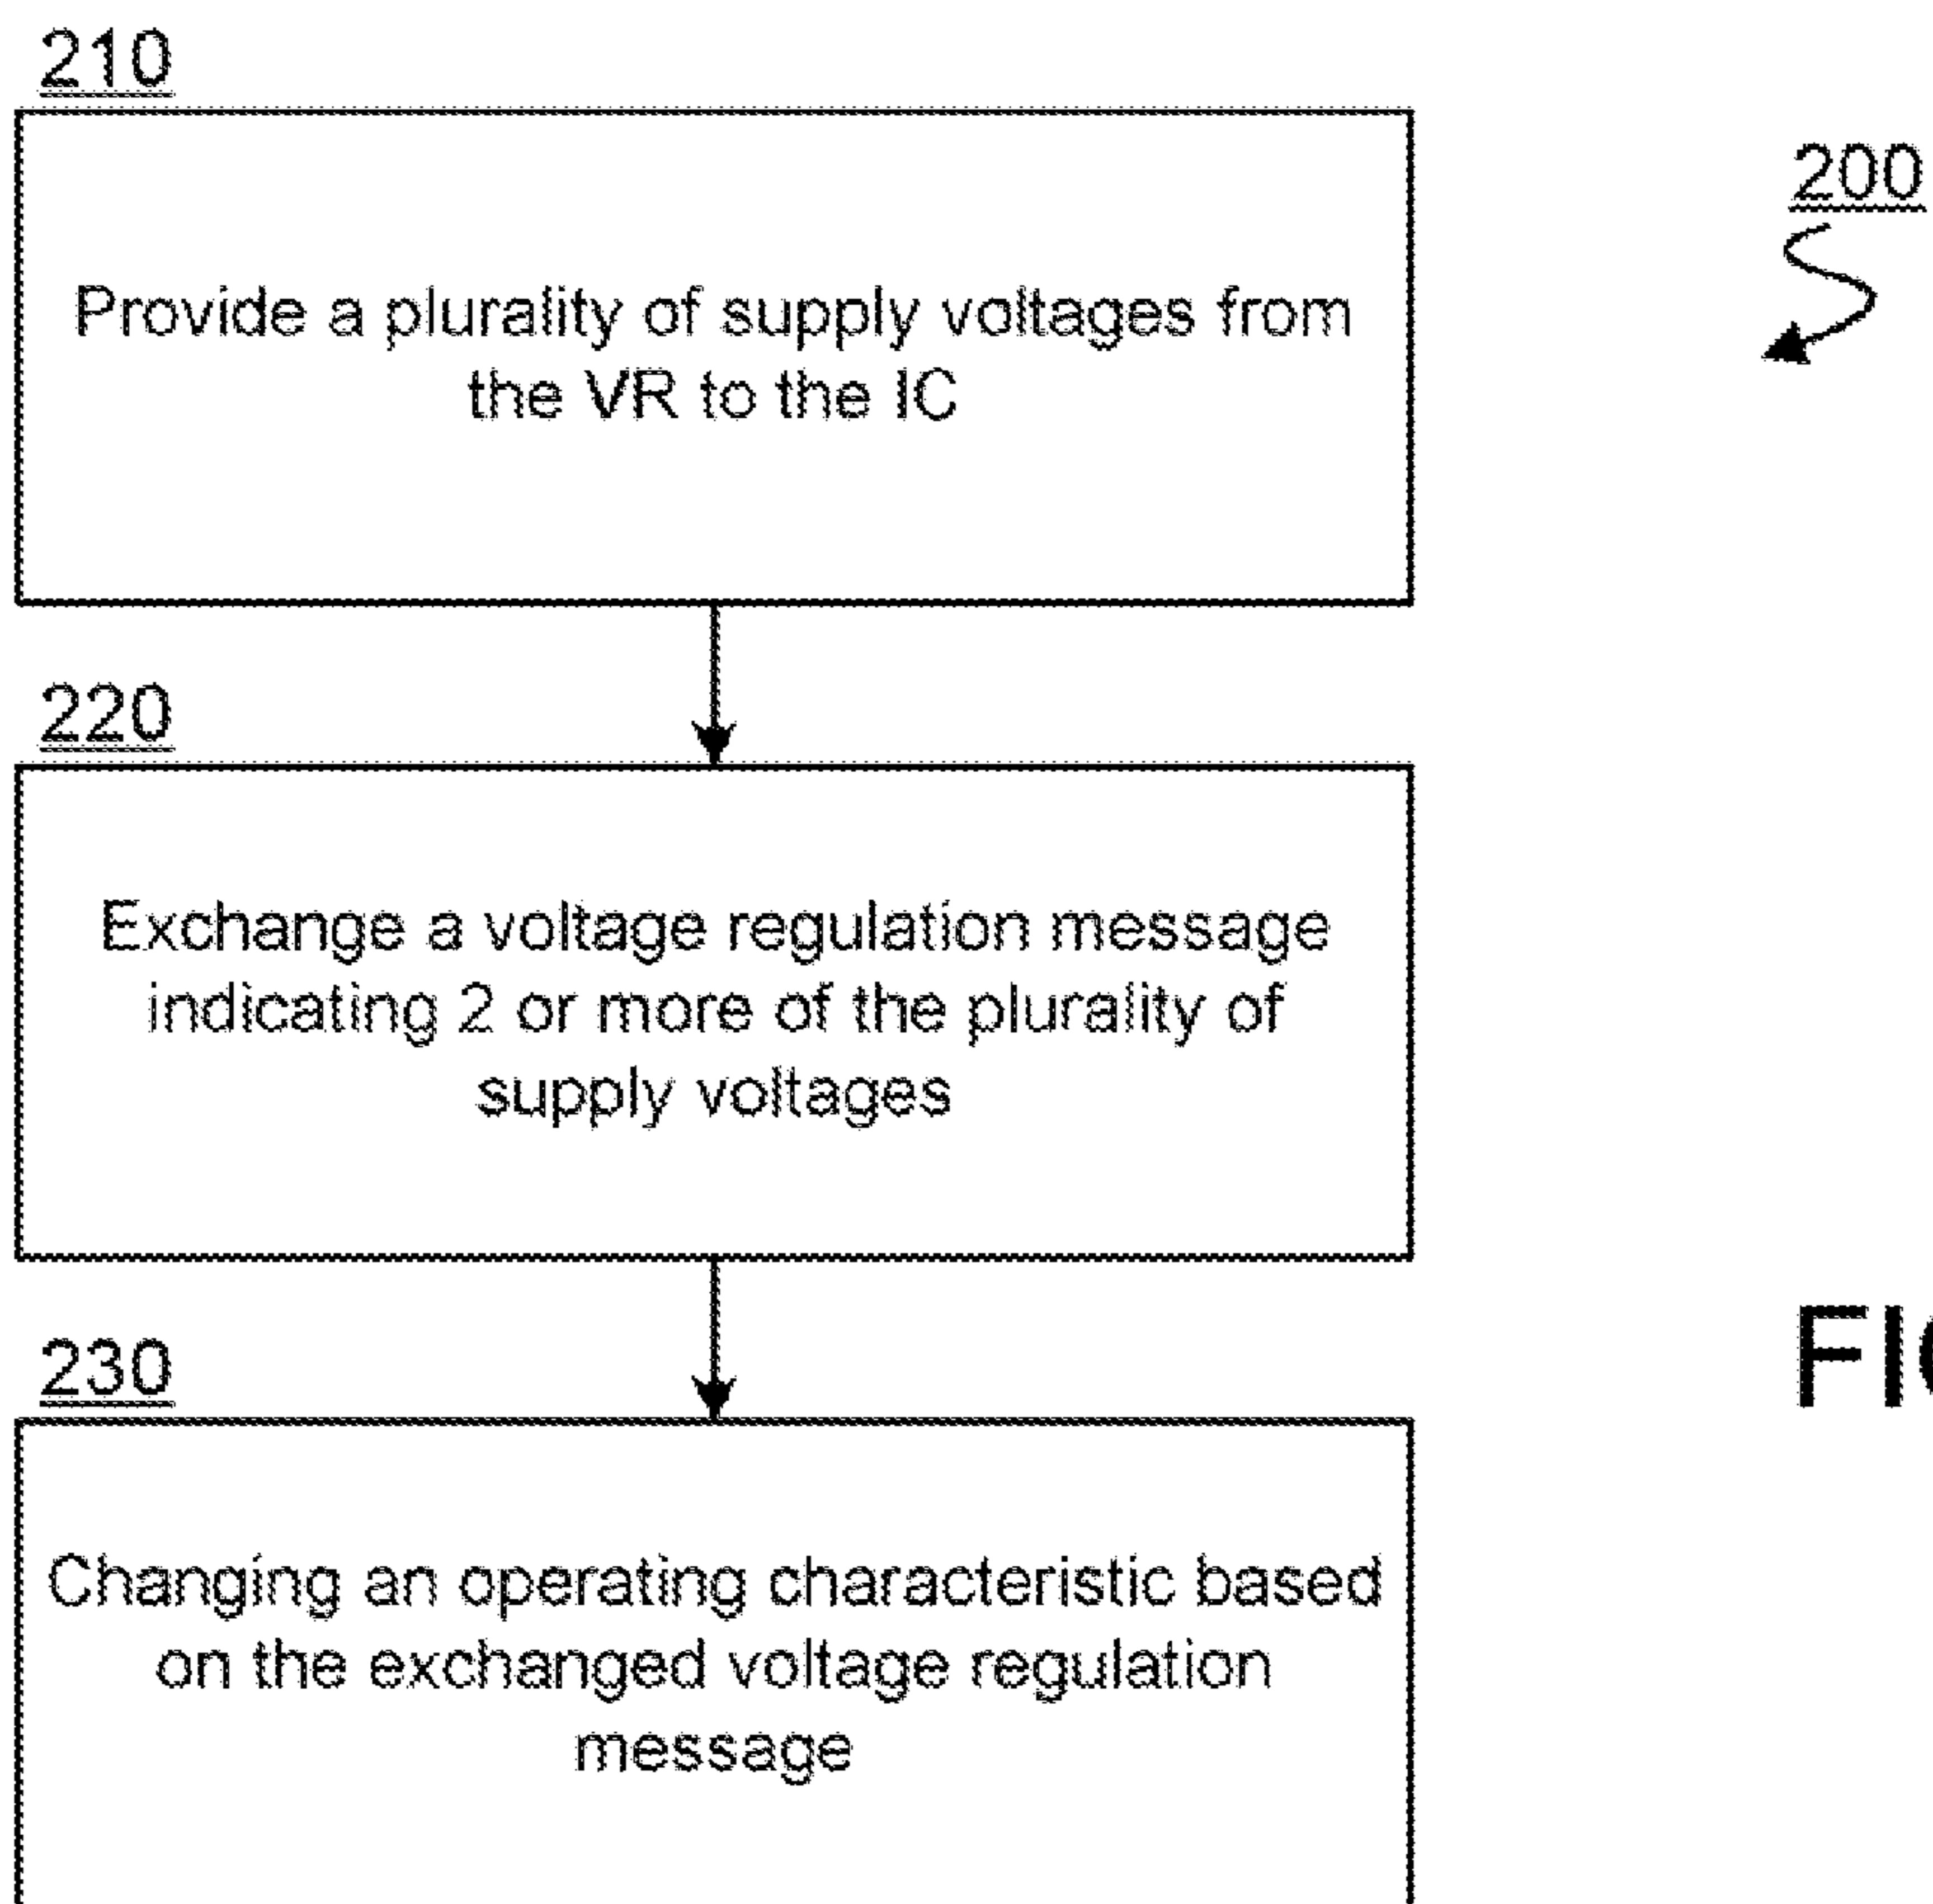 210
Provide a plurality of supply voltages from
the VR to the IC
200
220
Exchange a voltage regulation message
indicating 2 or more of the plurality of
supply voltages
230
Changing an operating characteristic based
on the exchanged voltage regulation
message